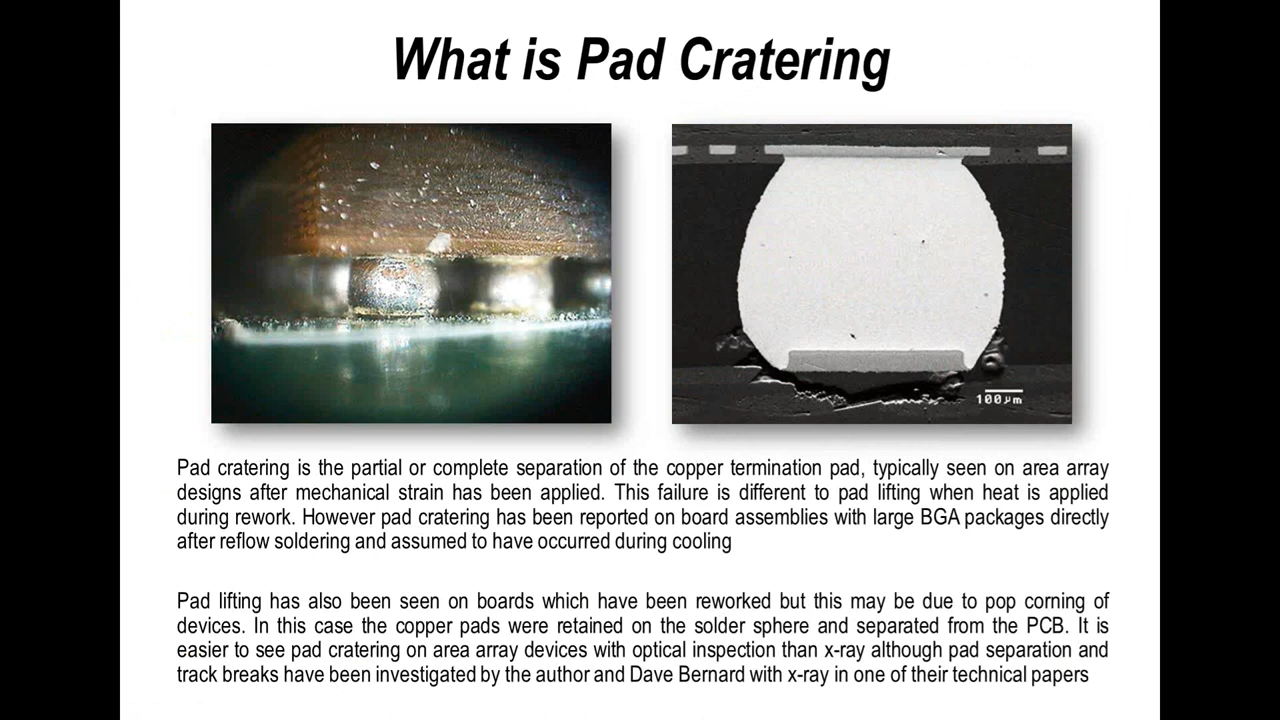 What is Pad Cratering
100μm
Pad cratering is the partial or complete separation of the copper termination pad, typically seen on area array
designs after mechanical strain has been applied. This failure is different to pad lifting when heat is applied
during rework. However pad cratering has been reported on board assemblies with large BGA packages directly
after reflow soldering and assumed to have occurred during cooling
Pad lifting has also been seen on boards which have been reworked but this may be due to pop corning of
devices. In this case the copper pads were retained on the solder sphere and separated from the PCB. It is
easier to see pad cratering on area array devices with optical inspection than x-ray although pad separation and
track breaks have been investigated by the author and Dave Bernard with x-ray in one of their technical papers